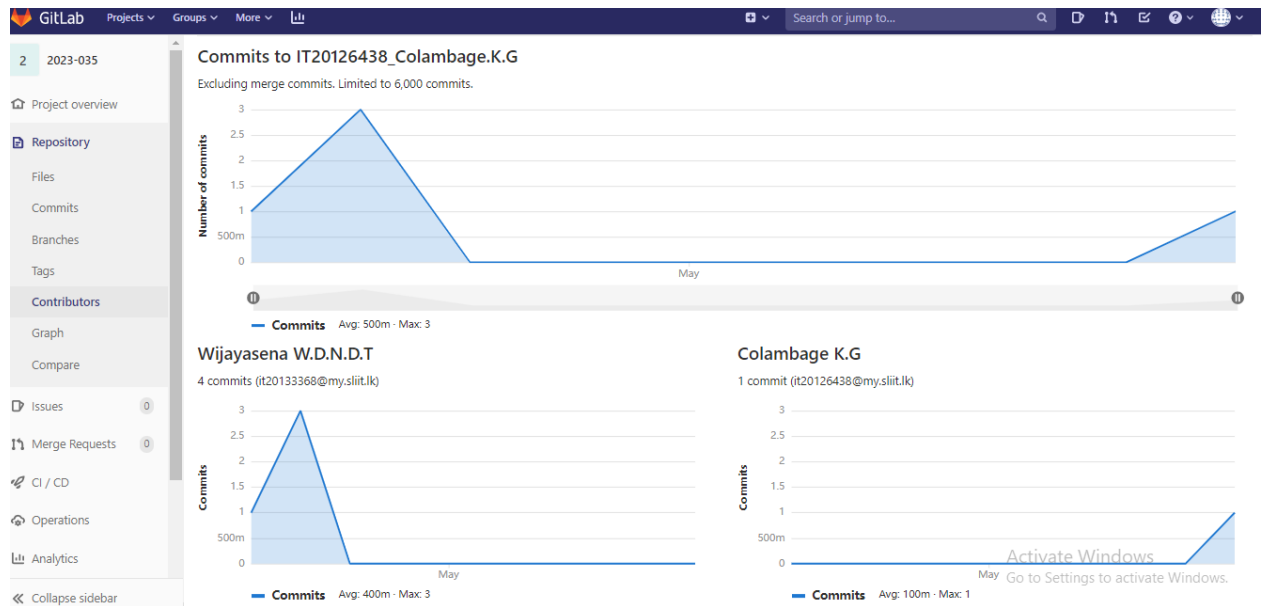 GitLab Projects Groups More Search or jump to...
2 2023-035
Project overview
Repository
Files
Commits
Branches
Tags
Contributors
Graph
Compare
Issues 0
Merge Requests 0
CI / CD
Operations
Analytics
Collapse sidebar
Commits to IT20126438_Colambage.K.G
Excluding merge commits. Limited to 6,000 commits.
Number of commits
3
2.5
2
1.5
1
500m
0
May
Commits Avg: 500m · Max: 3
Wijayasena W.D.N.D.T
4 commits (it20133368@my.sliit.lk)
Commits
3
2.5
2
1.5
1
500m
0
May
Commits Avg: 400m · Max: 3
Colambage K.G
1 commit (it20126438@my.sliit.lk)
Commits
3
2.5
2
1.5
1
500m
0
May
Commits Avg: 100m · Max: 1
Activate Windows
Go to Settings to activate Windows.